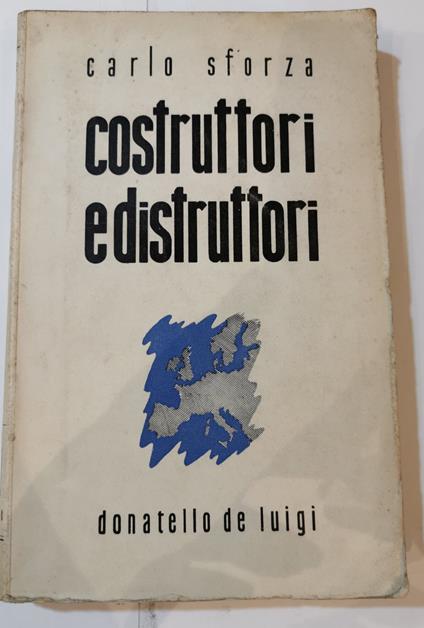 carlo sforza
costruttori
e distruttori
donatello de luigi